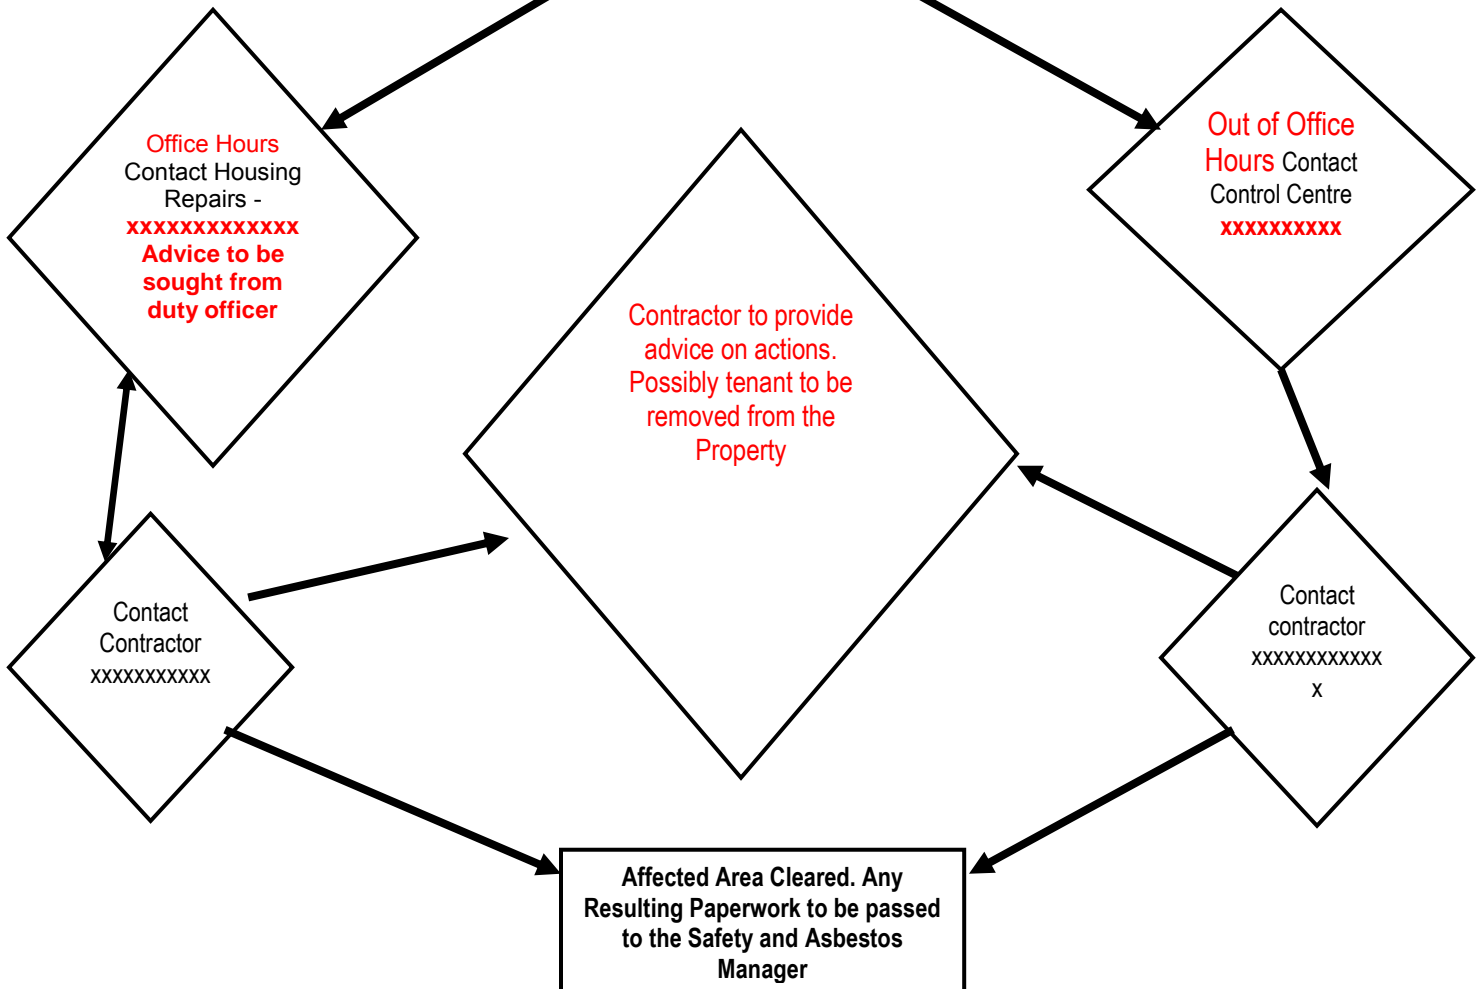 Office Hours
Contact Housing
Repairs -
xxxxxxxxxxxxx
Advice to be
sought from
duty officer
Out of Office
Hours Contact
Control Centre
xxxxxxxxxx
Contractor to provide
advice on actions.
Possibly tenant to be
removed from the
Property
Contact
Contractor
xxxxxxxxxxx
Contact
contractor
xxxxxxxxxxxx
x
Affected Area Cleared. Any
Resulting Paperwork to be passed
to the Safety and Asbestos
Manager